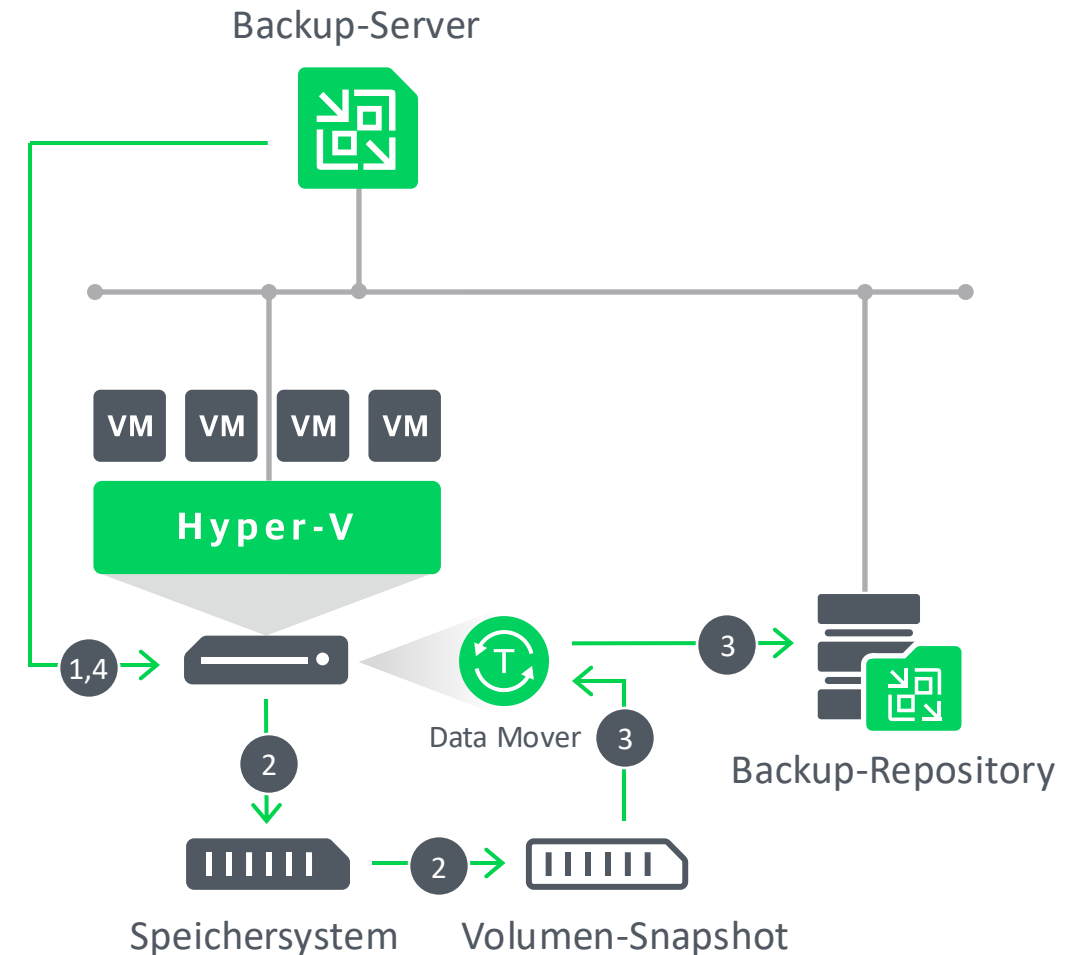 Backup-Server
VM VM VM VM
Hyper-V
T
3
1,4
Data Mover
3
2
Backup-Repository
2
Speichersystem
Volumen-Snapshot